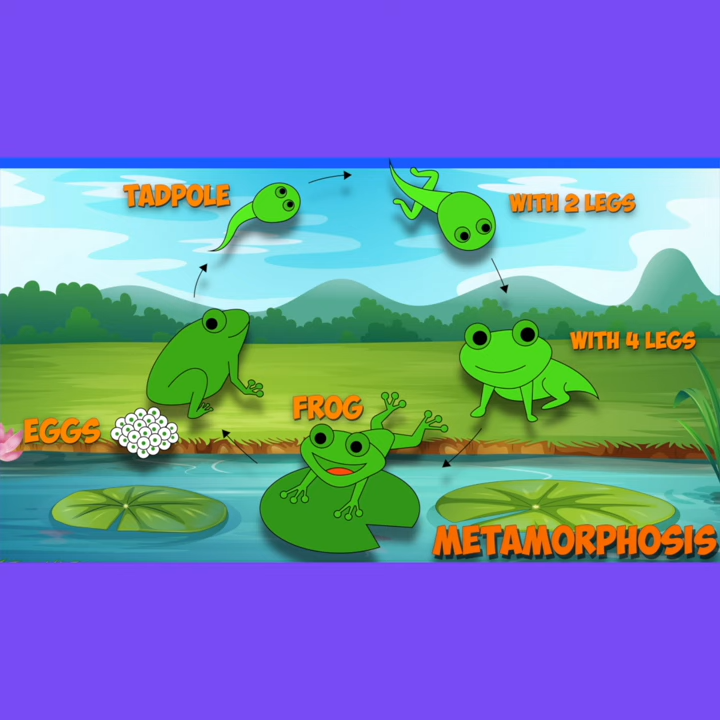 TADPOLE
WITH 2 LEGS
WITH 4 LEGS
FROG
EGGS
METAMORPHOSIS